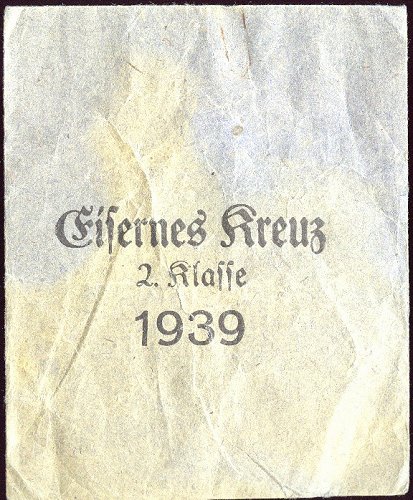 Eisernes Kreuz
2. Klasse
1939